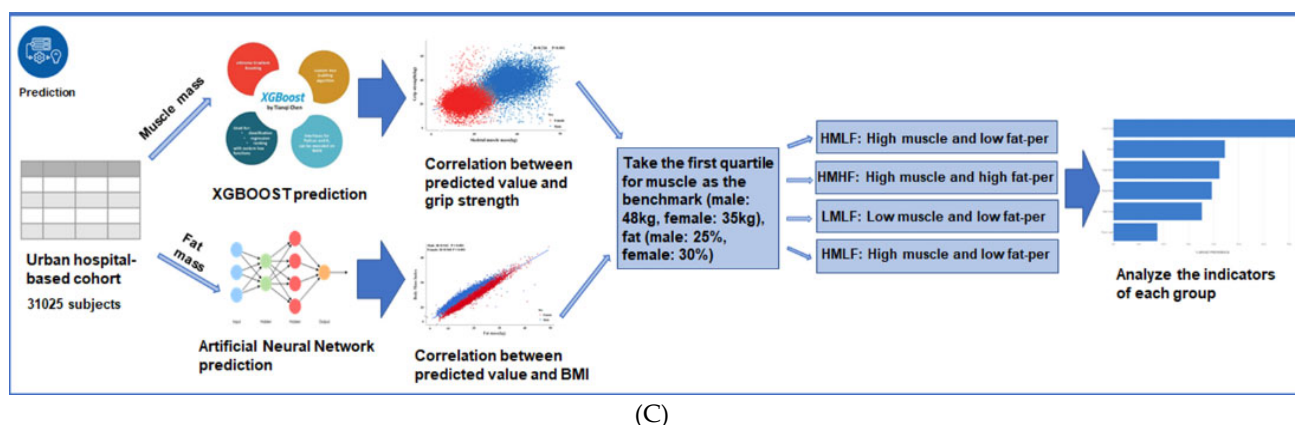 Prediction
Muscle mass
Fat
mass
Urban hospital-
based cohort
31025 subjects
XGBoost
by Tianqi Chen
XGBOOST prediction
Artificial Neural Network
prediction
Correlation between
predicted value and
grip strength
Correlation between
predicted value and BMI
Take the first quartile
for muscle as the
benchmark (male:
48kg, female: 35kg),
fat (male: 25%,
female: 30%)
HMLF: High muscle and low fat-per
HMHF: High muscle and high fat-per
LMLF: Low muscle and low fat-per
HMLF: High muscle and low fat-per
Analyze the indicators
of each group
(C)